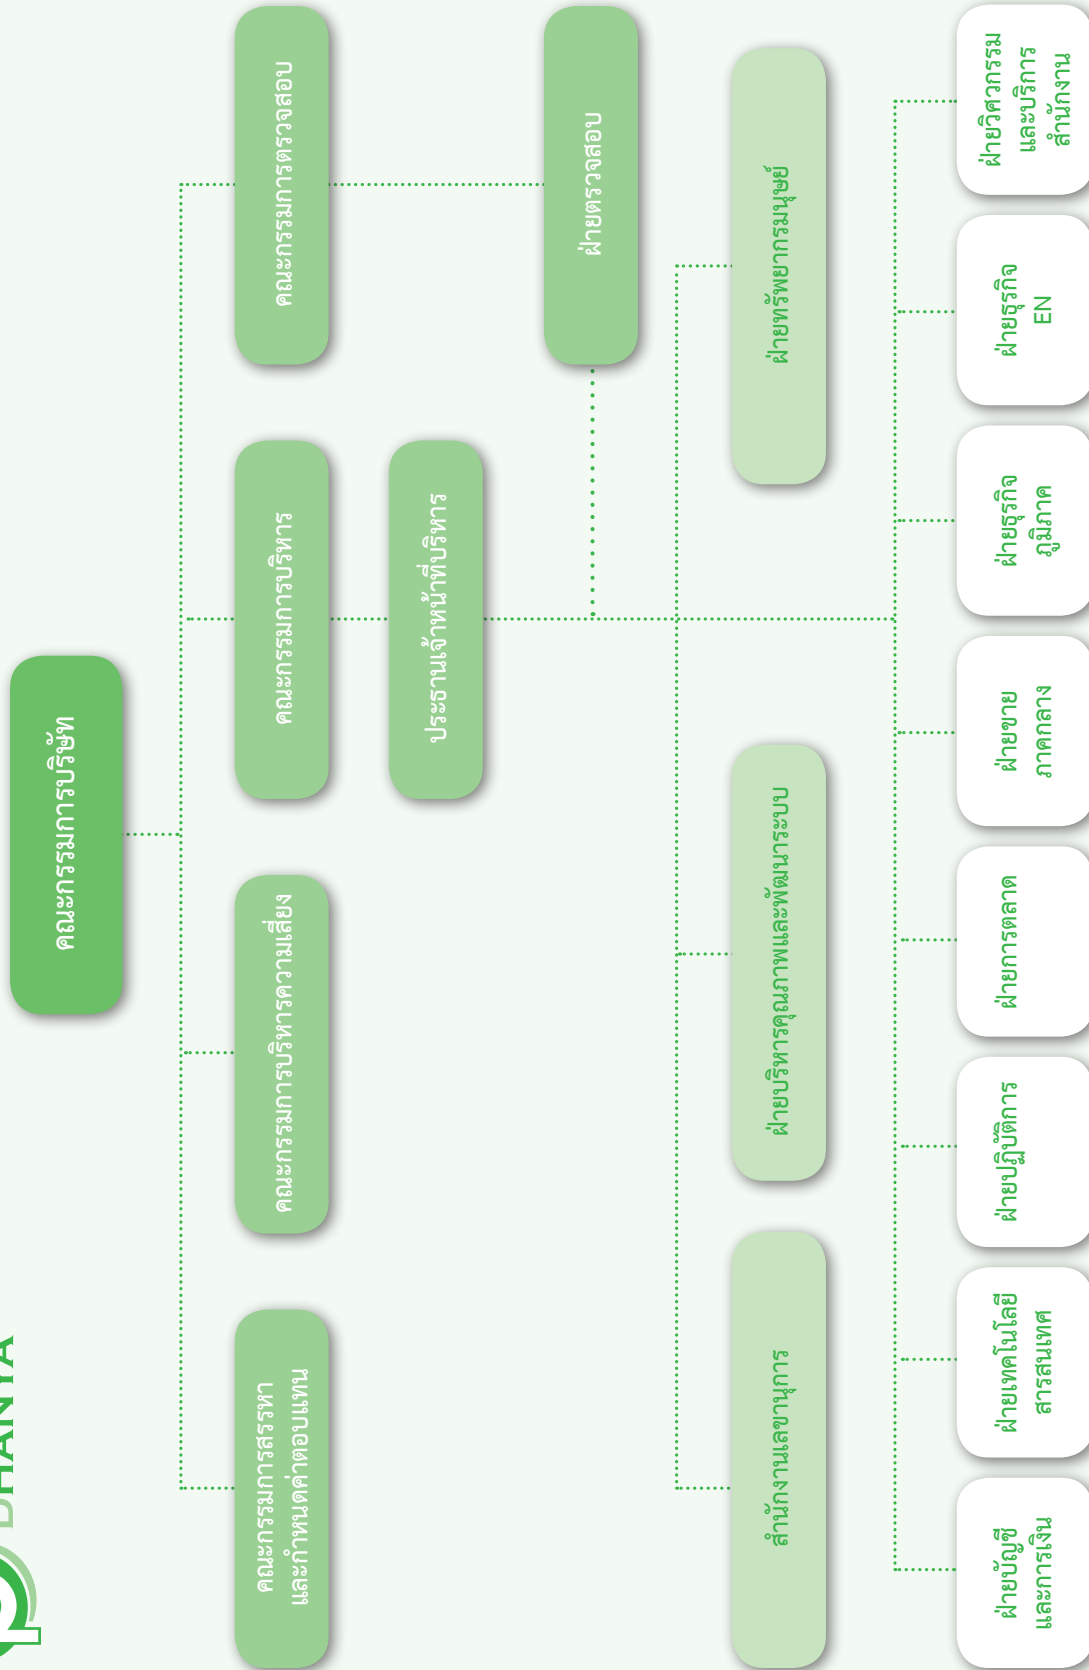 BHANYA
คณะกรรมการบริษัท
คณะกรรมการสรรหา
และกำหนดค่าตอบแทน
คณะกรรมการบริหารความเสี่ยง
คณะกรรมการบริหาร
คณะกรรมการตรวจสอบ
ประธานเจ้าหน้าที่บริหาร
ฝ่ายตรวจสอบ
สำนักงานเลขานุการ
ฝ่ายบริหารคุณภาพและพัฒนาระบบ
ฝ่ายทรัพยากรมนุษย์
ฝ่ายบัญชี
และการเงิน
ฝ่ายเทคโนโลยี
สารสนเทศ
ฝ่ายปฏิบัติการ
ฝ่ายการตลาด
ฝ่ายขาย
ภาคกลาง
ฝ่ายธุรกิจ
ภูมิภาค
ฝ่ายธุรกิจ
EN
ฝ่ายวิศวกรรม
และบริการ
สำนักงาน